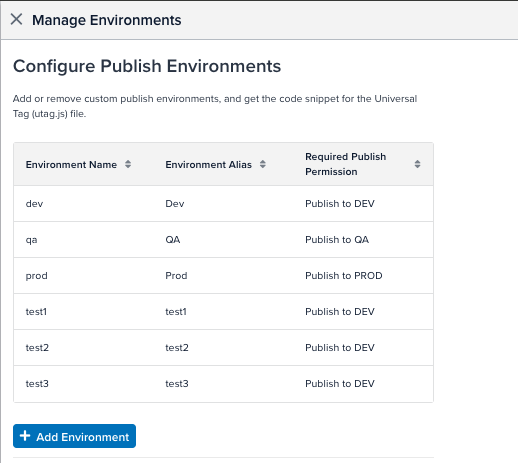 Manage Environments
Configure Publish Environments
Add or remove custom publish environments, and get the code snippet for the Universal
Tag (utag.js) file.
Environment Name Environment Alias Required Publish
Permission
dev Dev Publish to DEV
qa QA Publish to QA
prod Prod Publish to PROD
test1 test1 Publish to DEV
test2 test2 Publish to DEV
test3 test3 Publish to DEV
+ Add Environment